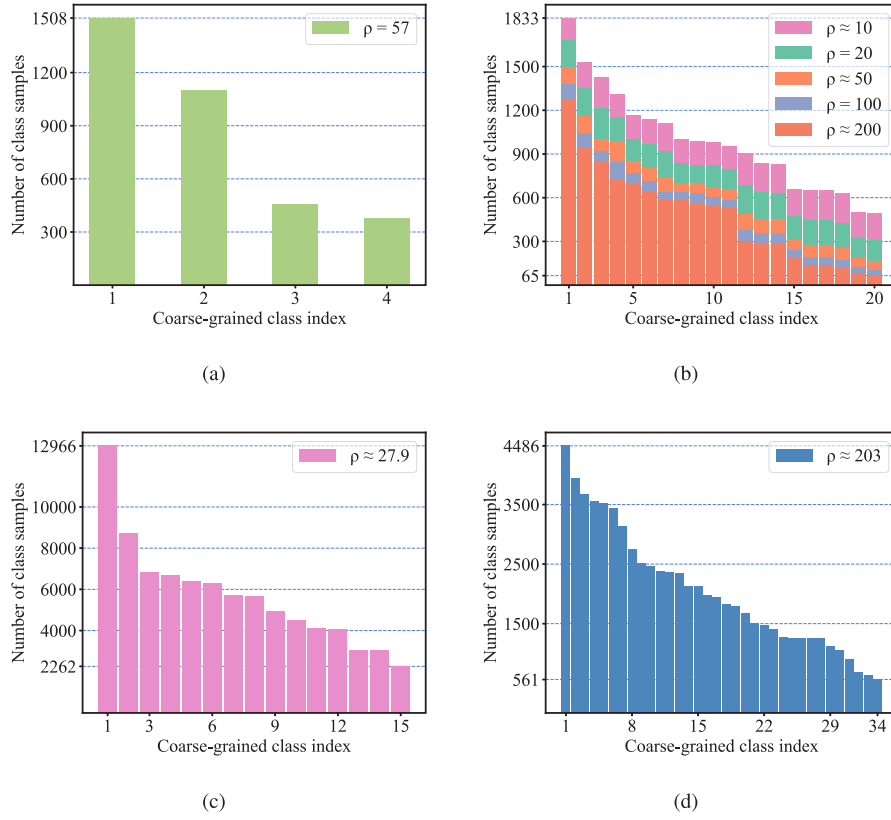 1508
1200
900
600
300
Number of class samples
ρ = 57
1 2 3 4
Coarse-grained class index
(a)
1833
1500
1200
900
600
300
65
Number of class samples
ρ ≈ 10
ρ = 20
ρ ≈ 50
ρ = 100
ρ ≈ 200
1 5 10 15 20
Coarse-grained class index
(b)
12966
10000
8000
6000
4000
2262
Number of class samples
ρ ≈ 27.9
1 3 6 9 12 15
Coarse-grained class index
(c)
4486
3500
2500
1500
561
Number of class samples
ρ ≈ 203
1 8 15 22 29 34
Coarse-grained class index
(d)